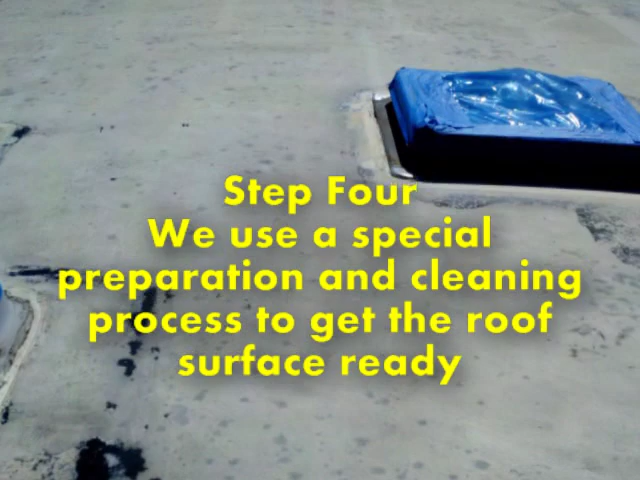 Step Four
We use a special
preparation and cleaning
process to get the roof
surface ready